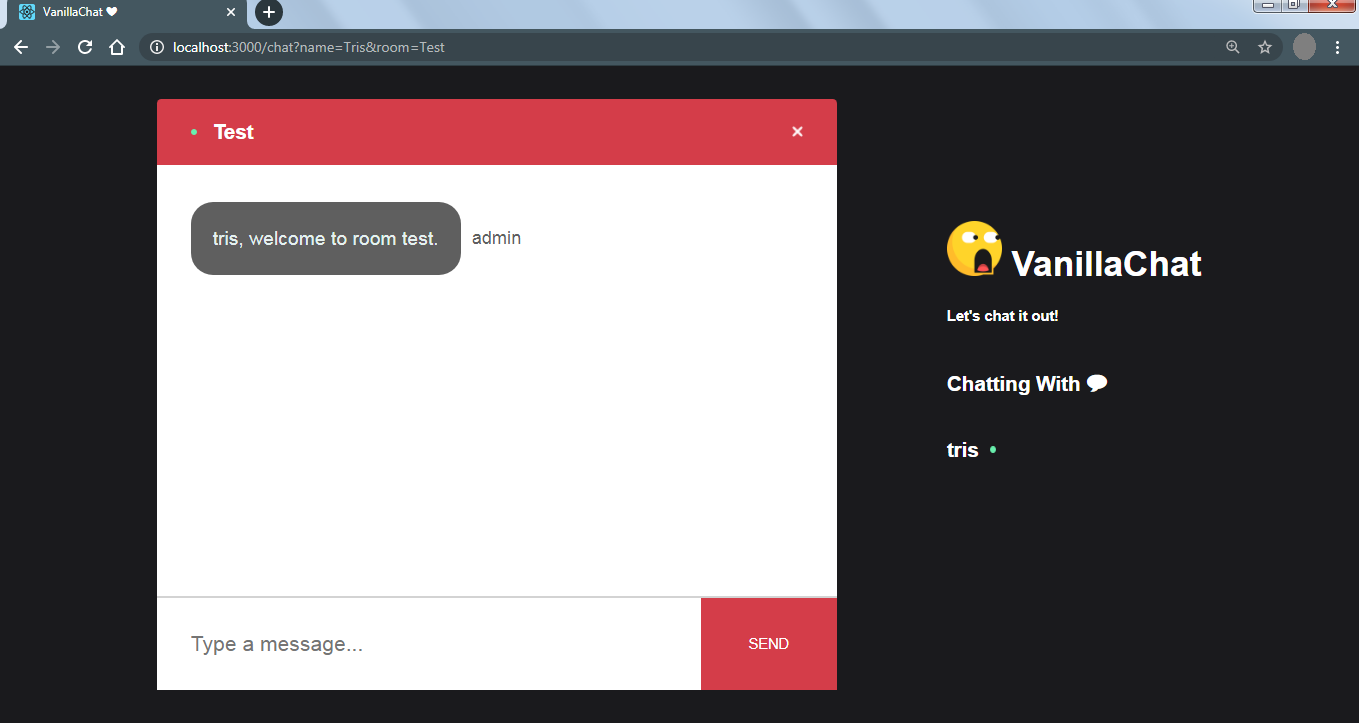 VanillaChat ❤
localhost:3000/chat?name=Tris&room=Test
Test
tris, welcome to room test.
admin
Type a message...
SEND
VanillaChat
Let's chat it out!
Chatting With 💬
tris